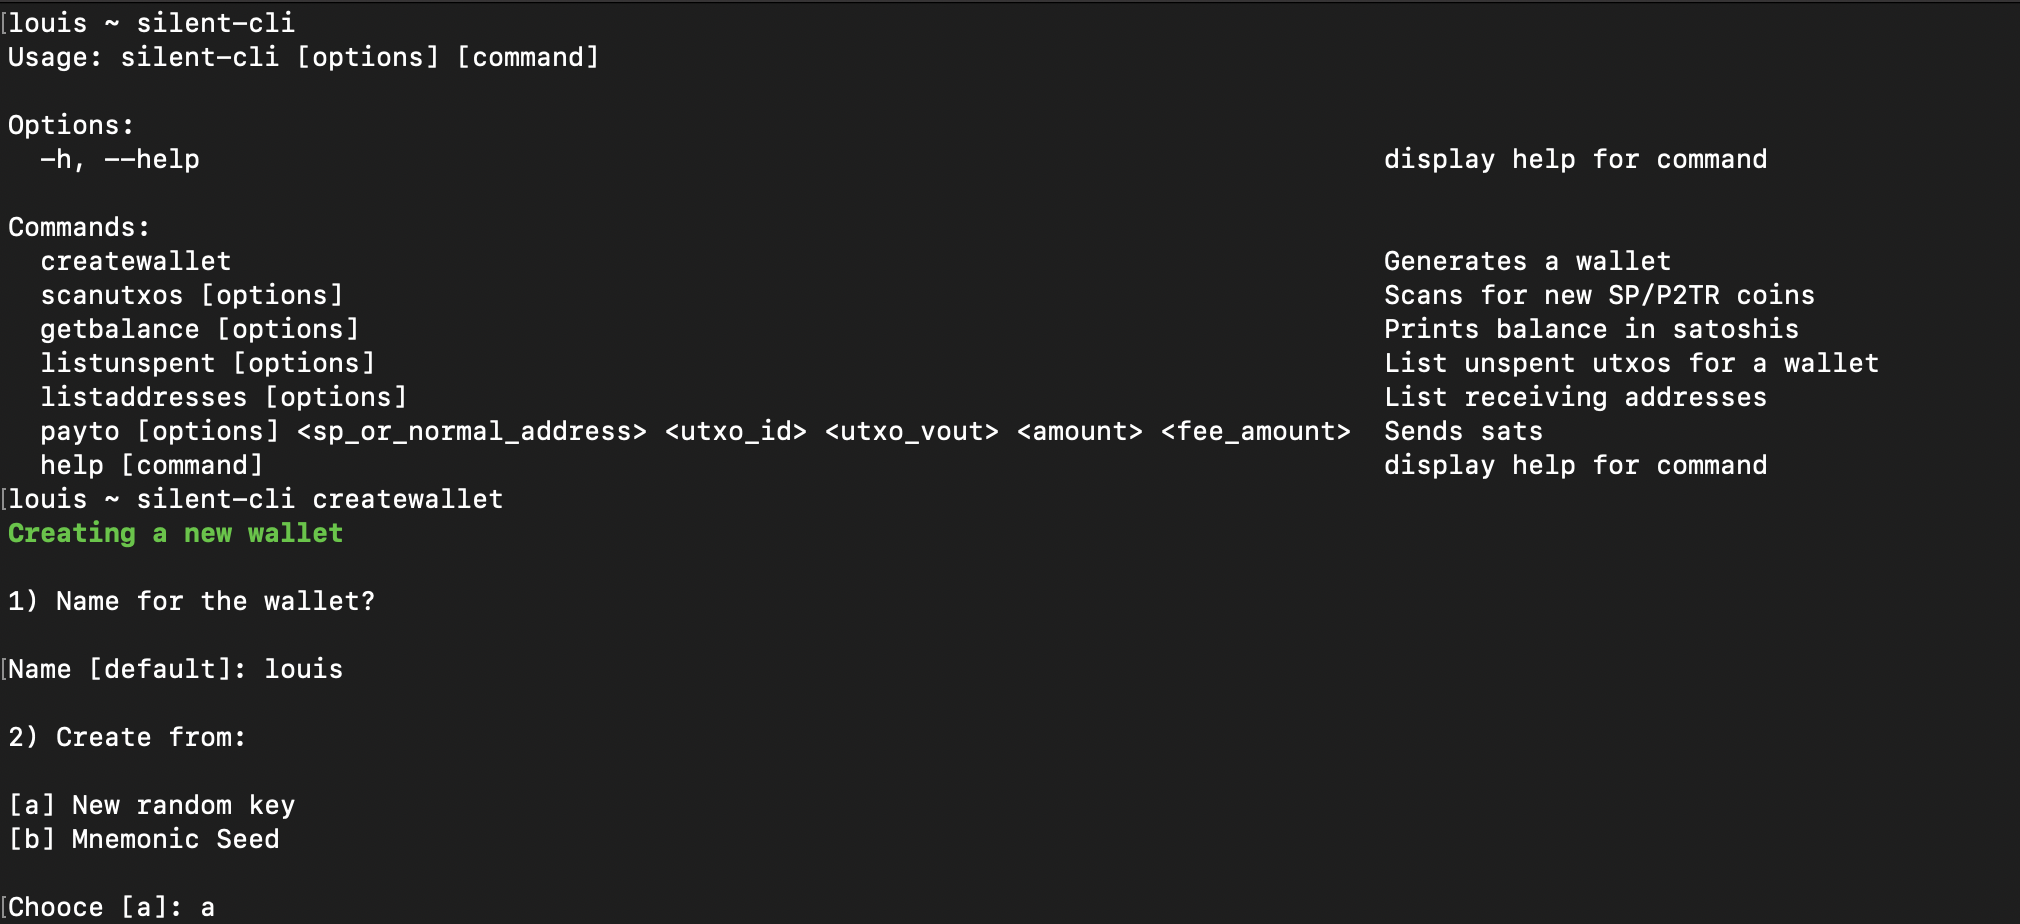 louis ~ silent-cli
Usage: silent-cli [options] [command]
Options:
-h, --help display help for command
Commands:
createwallet Generates a wallet
scanutxos [options] Scans for new SP/P2TR coins
getbalance [options] Prints balance in satoshis
listunspent [options] List unspent utxos for a wallet
listaddresses [options] List receiving addresses
payto [options] <sp_or_normal_address> <utxo_id> <utxo_vout> <amount> <fee_amount> Sends sats
help [command] display help for command
louis ~ silent-cli createwallet
Creating a new wallet
1) Name for the wallet?
Name [default]: louis
2) Create from:
[a] New random key
[b] Mnemonic Seed
Chooce [a]: a